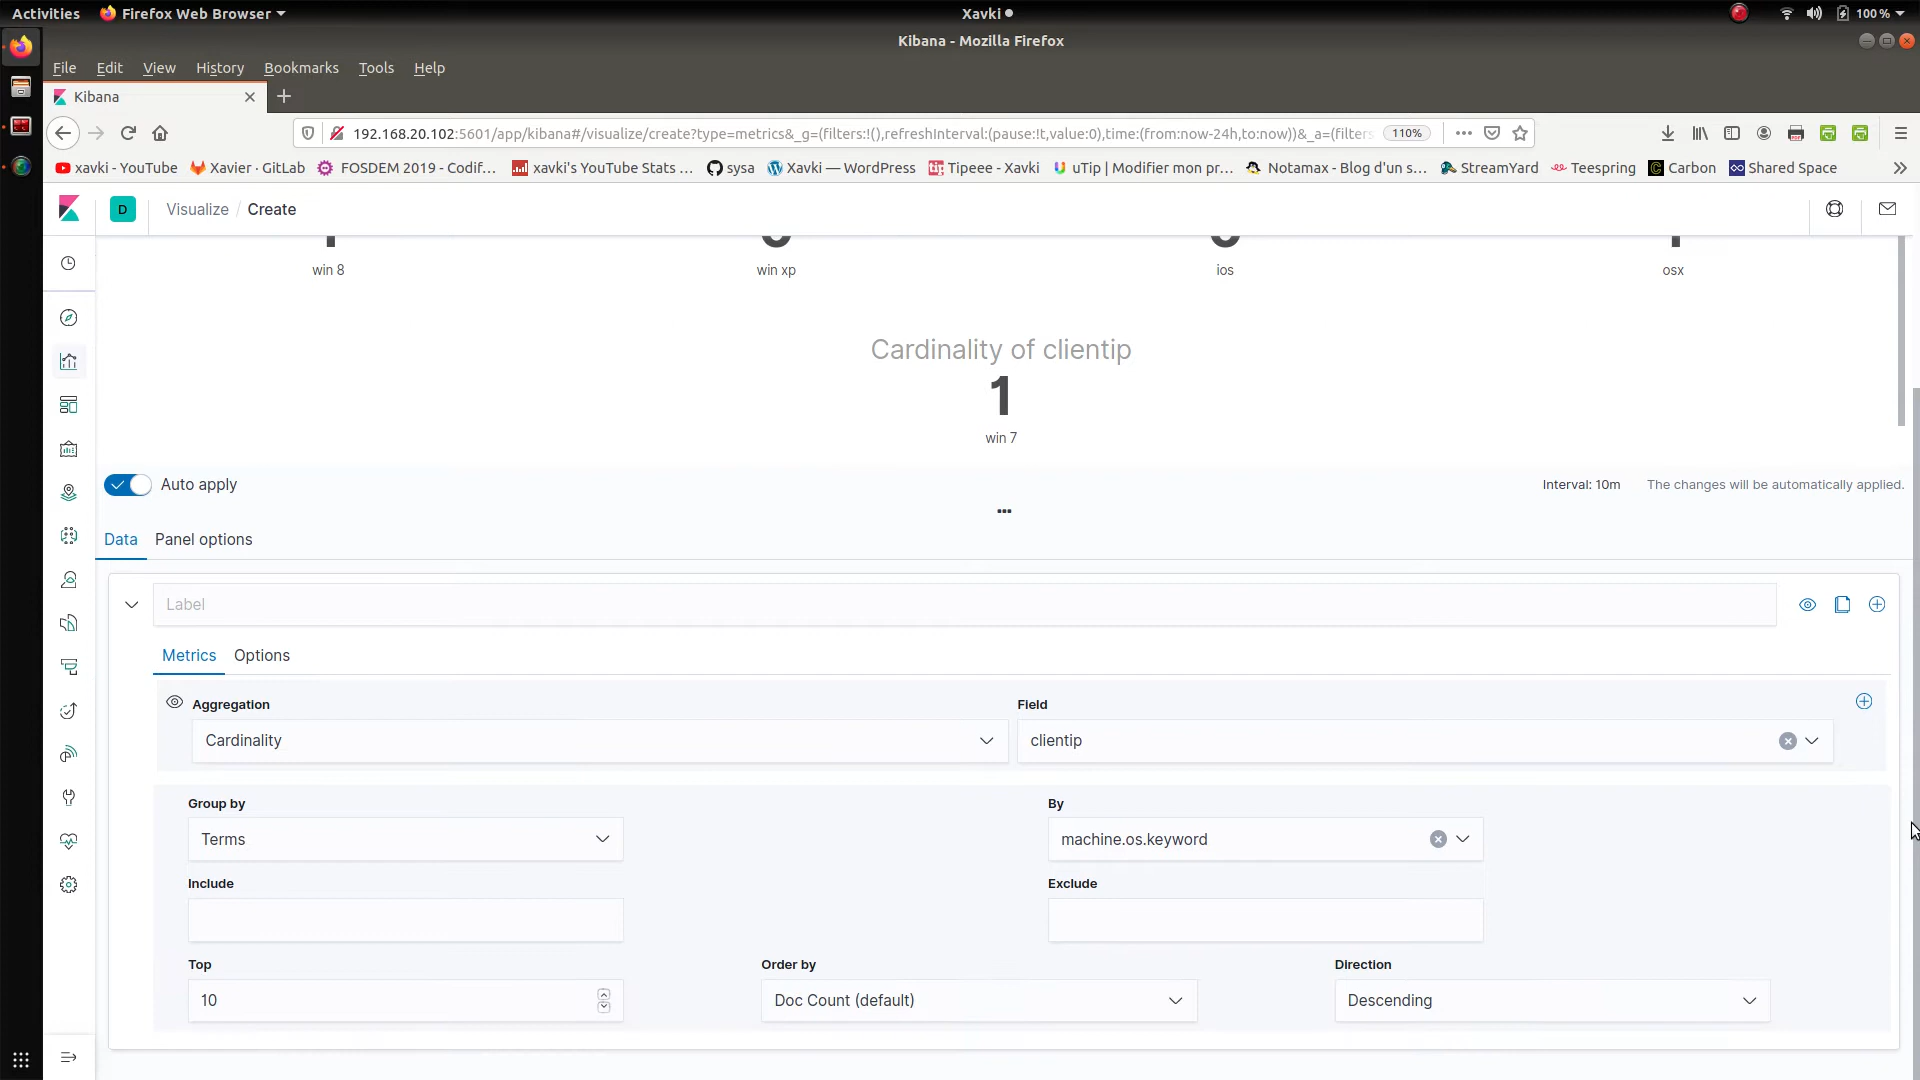 Activities
Firefox Web Browser
Xavki
100 %
Kibana - Mozilla Firefox
File Edit View History Bookmarks Tools Help
Kibana
192.168.20.102:5601/app/kibana#/visualize/create?type=metrics&_g=(filters:!(),refreshInterval:(pause:!t,value:0),time:(from:now-24h,to:now))&_a=(filters
110%
xavki - YouTube
Xavier · GitLab
FOSDEM 2019 - Codif...
xavki's YouTube Stats ...
sysa
Xavki — WordPress
Tipeee - Xavki
uTip | Modifier mon pr...
Notamax - Blog d'un s...
StreamYard
Teespring
Carbon
Shared Space
D
Visualize / Create
win 8
win xp
ios
osx
Cardinality of clientip
1
win 7
Auto apply
Interval: 10m
The changes will be automatically applied.
Data
Panel options
Label
Metrics
Options
Aggregation
Field
Cardinality
clientip
Group by
By
Terms
machine.os.keyword
Include
Exclude
Top
Order by
Direction
10
Doc Count (default)
Descending